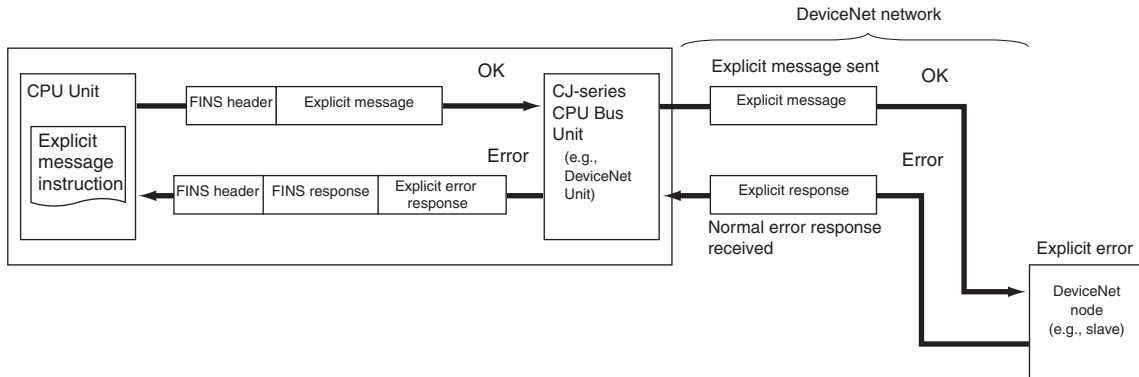 DeviceNet network
CPU Unit
Explicit
message
instruction
FINS header
Explicit message
OK
FINS header
FINS response
Explicit error
response
Error
CJ-series
CPU Bus
Unit
(e.g.,
DeviceNet
Unit)
Explicit message sent
Explicit message
OK
Error
Explicit response
Normal error response
received
Explicit error
DeviceNet
node
(e.g., slave)